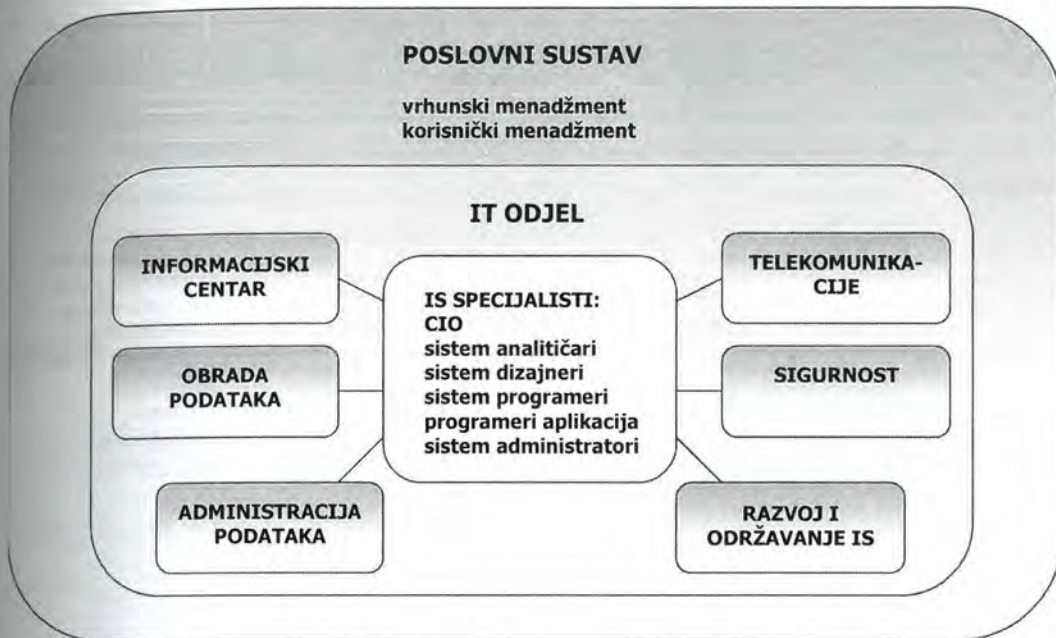 POSLOVNI SUSTAV
vrhunski menadžment
korisnički menadžment
IT ODJEL
INFORMACIJSKI
CENTAR
OBRADA
PODATAKA
ADMINISTRACIJA
PODATAKA
IS SPECIJALISTI:
CIO
sistem analitičari
sistem dizajneri
sistem programeri
programeri aplikacija
sistem administratori
TELEKOMUNIKA-
CIJE
SIGURNOST
RAZVOJ I
ODRŽAVANJE IS